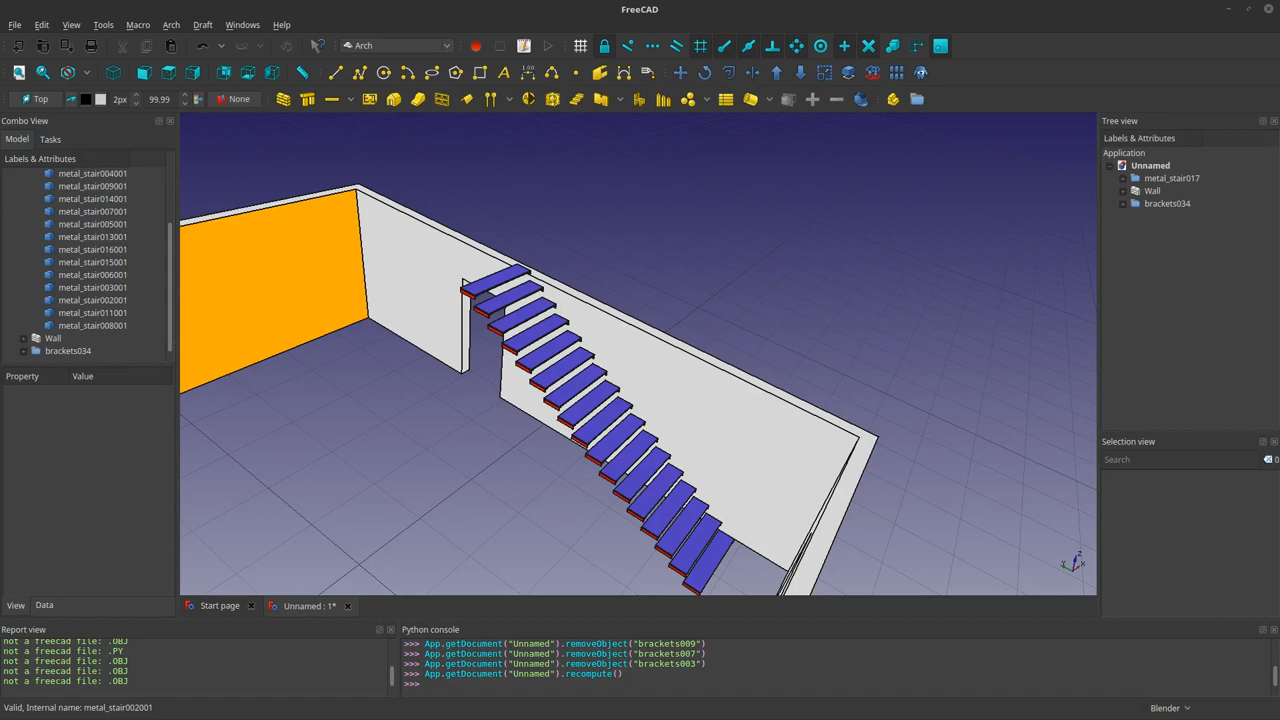 FreeCAD
File Edit View Tools Macro Arch Draft Windows Help
Arch
Top 2px 99.99 None
Combo View
Model Tasks
Labels & Attributes
metal_stair004001
metal_stair009001
metal_stair014001
metal_stair007001
metal_stair005001
metal_stair013001
metal_stair016001
metal_stair015001
metal_stair006001
metal_stair003001
metal_stair002001
metal_stair011001
metal_stair008001
Wall
brackets034
Property Value
View Data
Start page Unnamed : 1*
Tree view
Labels & Attributes
Application
Unnamed
metal_stair017
Wall
brackets034
Selection view
Search 0
Report view
not a freecad file: .OBJ
not a freecad file: .PY
not a freecad file: .OBJ
not a freecad file: .OBJ
not a freecad file: .OBJ
Python console
>>> App.getDocument("Unnamed").removeObject("brackets009")
>>> App.getDocument("Unnamed").removeObject("brackets007")
>>> App.getDocument("Unnamed").removeObject("brackets003")
>>> App.getDocument("Unnamed").recompute()
>>>
Valid, Internal name: metal_stair002001
Blender